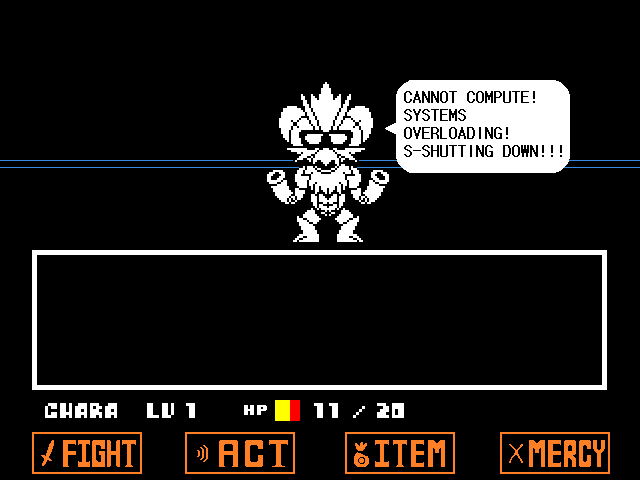 CANNOT COMPUTE!
SYSTEMS
OVERLOADING!
S-SHUTTING DOWN!!!
CHARA LV 1 HP 11 / 20
FIGHT ACT ITEM MERCY